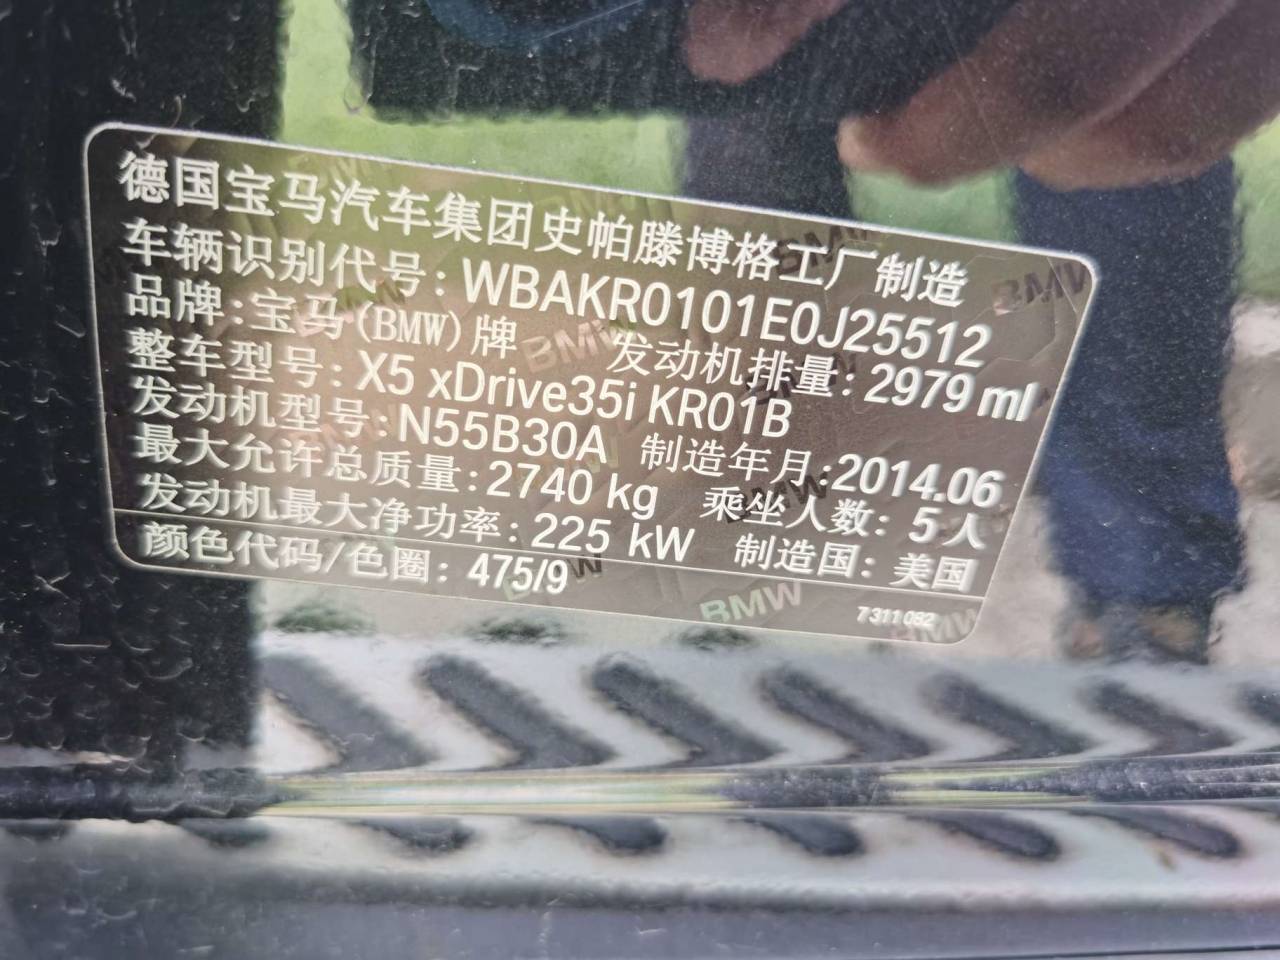 德国宝马汽车集团史帕滕博格工厂制造
车辆识别代号：WBAKR0101E0J25512
品牌：宝马(BMW)牌 发动机排量：2979 ml
整车型号：X5 xDrive35i KR01B
发动机型号：N55B30A 制造年月：2014.06
最大允许总质量：2740 kg 乘坐人数：5人
发动机最大净功率：225 kW 制造国：美国
颜色代码/色圈：475/9
7311082